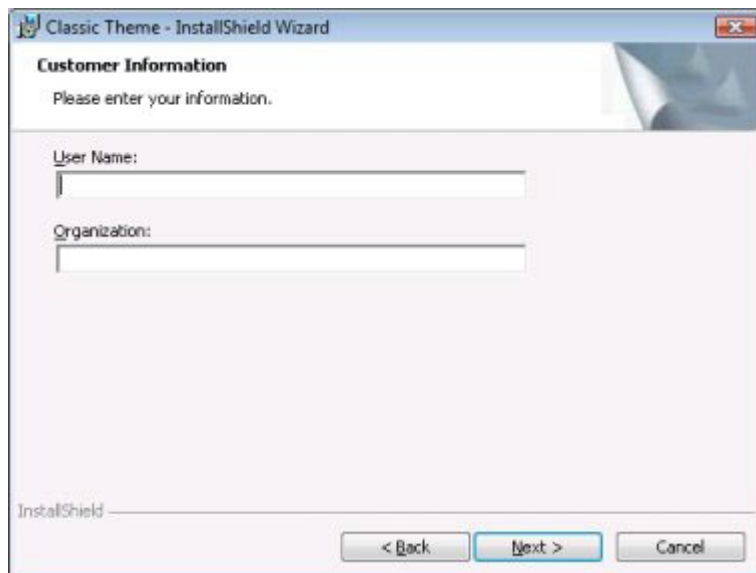 Classic Theme - InstallShield Wizard
Customer Information
Please enter your information.
User Name:
Organization:
InstallShield
< Back Next > Cancel